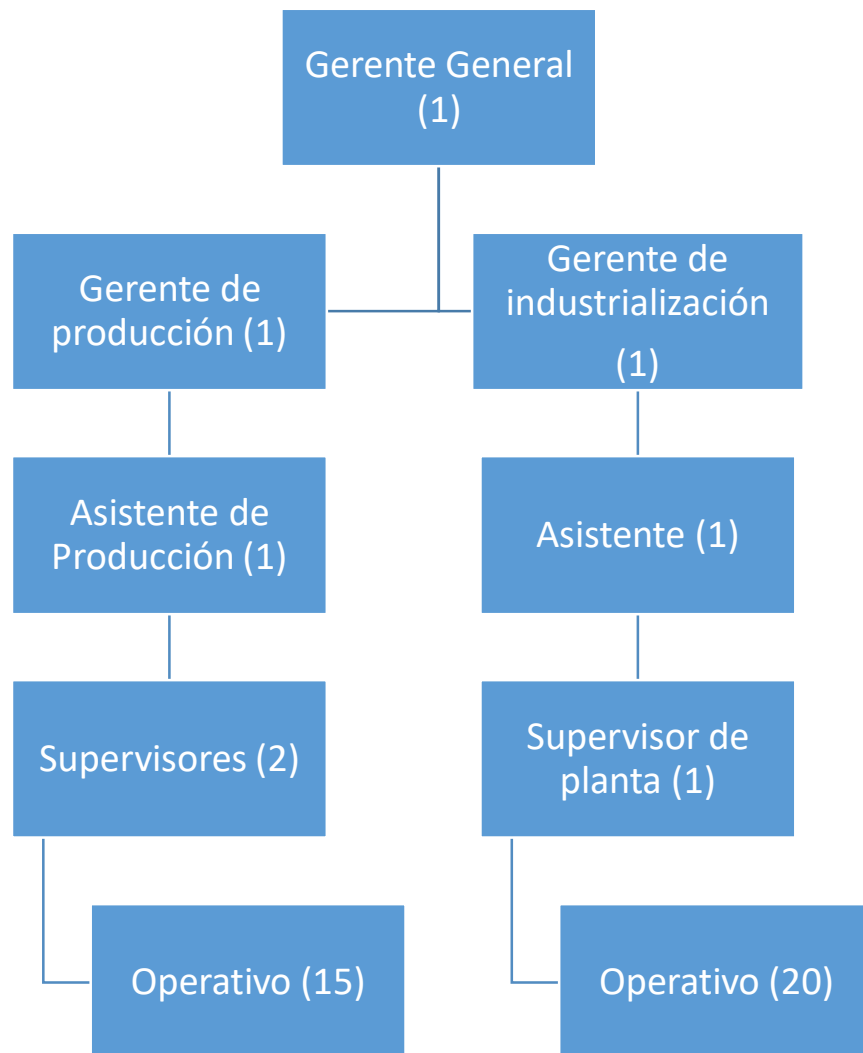 Gerente General
(1)
Gerente de
producción (1)
Gerente de
industrialización
(1)
Asistente de
Producción (1)
Asistente (1)
Supervisores (2)
Supervisor de
planta (1)
Operativo (15)
Operativo (20)